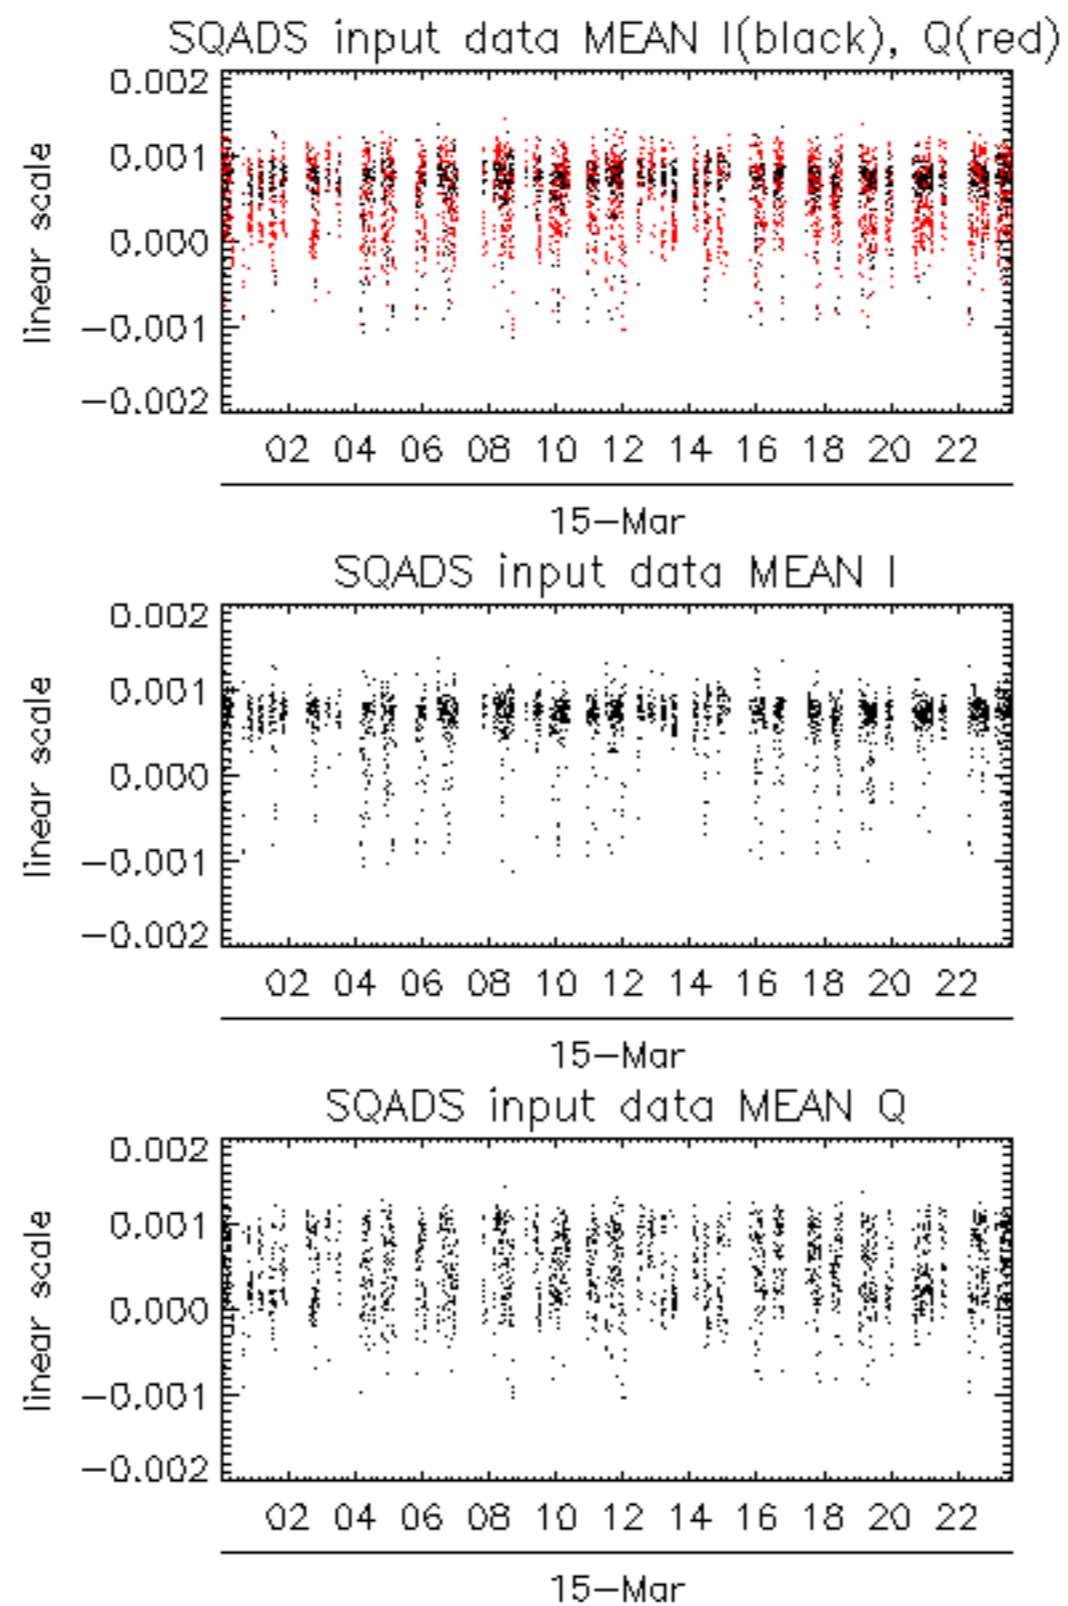 SQADS input data MEAN I(black), Q(red)
0.002
0.001
0.000
−0.001
−0.002
linear scale
02 04 06 08 10 12 14 16 18 20 22
15−Mar
SQADS input data MEAN I
0.002
0.001
0.000
−0.001
−0.002
linear scale
02 04 06 08 10 12 14 16 18 20 22
15−Mar
SQADS input data MEAN Q
0.002
0.001
0.000
−0.001
−0.002
linear scale
02 04 06 08 10 12 14 16 18 20 22
15−Mar